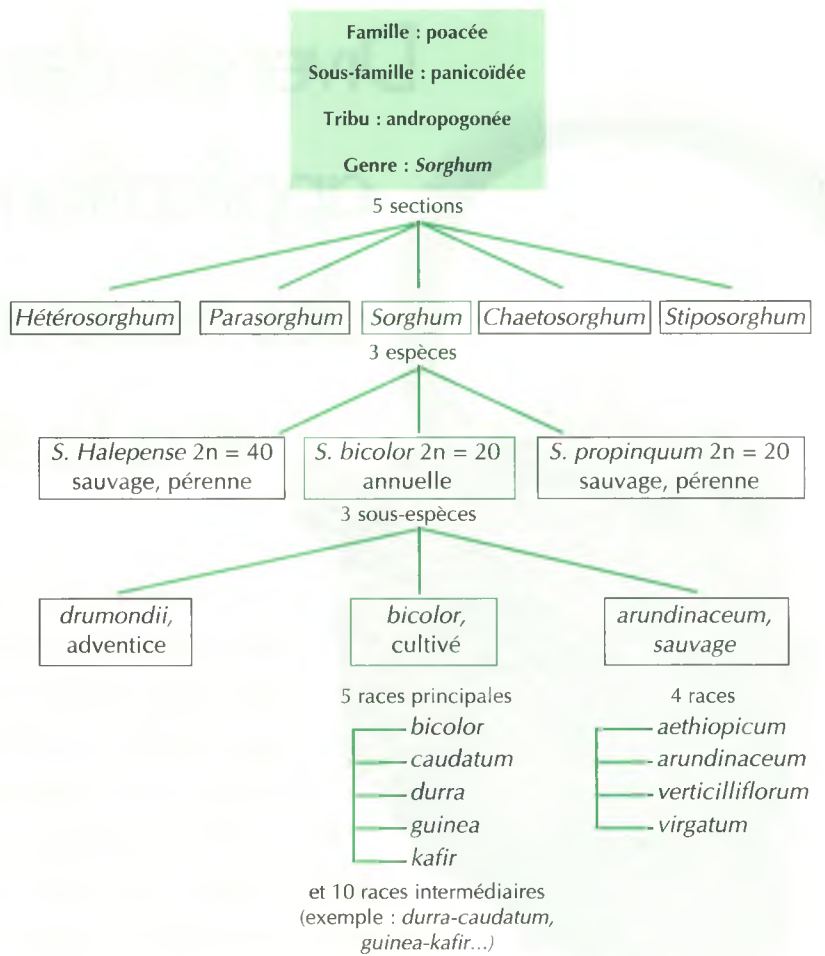 Famille : poacée
Sous-famille : panicoïdée
Tribu : andropogonée
Genre : Sorghum
5 sections
Hétérosorghum
Parasorghum
Sorghum
Chaetosorghum
Stiposorghum
3 espèces
S. Halepense 2n = 40
sauvage, pérenne
S. bicolor 2n = 20
annuelle
S. propinquum 2n = 20
sauvage, pérenne
3 sous-espèces
drumondii,
adventice
bicolor,
cultivé
arundinaceum,
sauvage
5 races principales
bicolor
caudatum
durra
guinea
kafir
et 10 races intermédiaires
(exemple : durra-caudatum,
guinea-kafir...)
4 races
aethiopicum
arundinaceum
verticilliflorum
virgatum